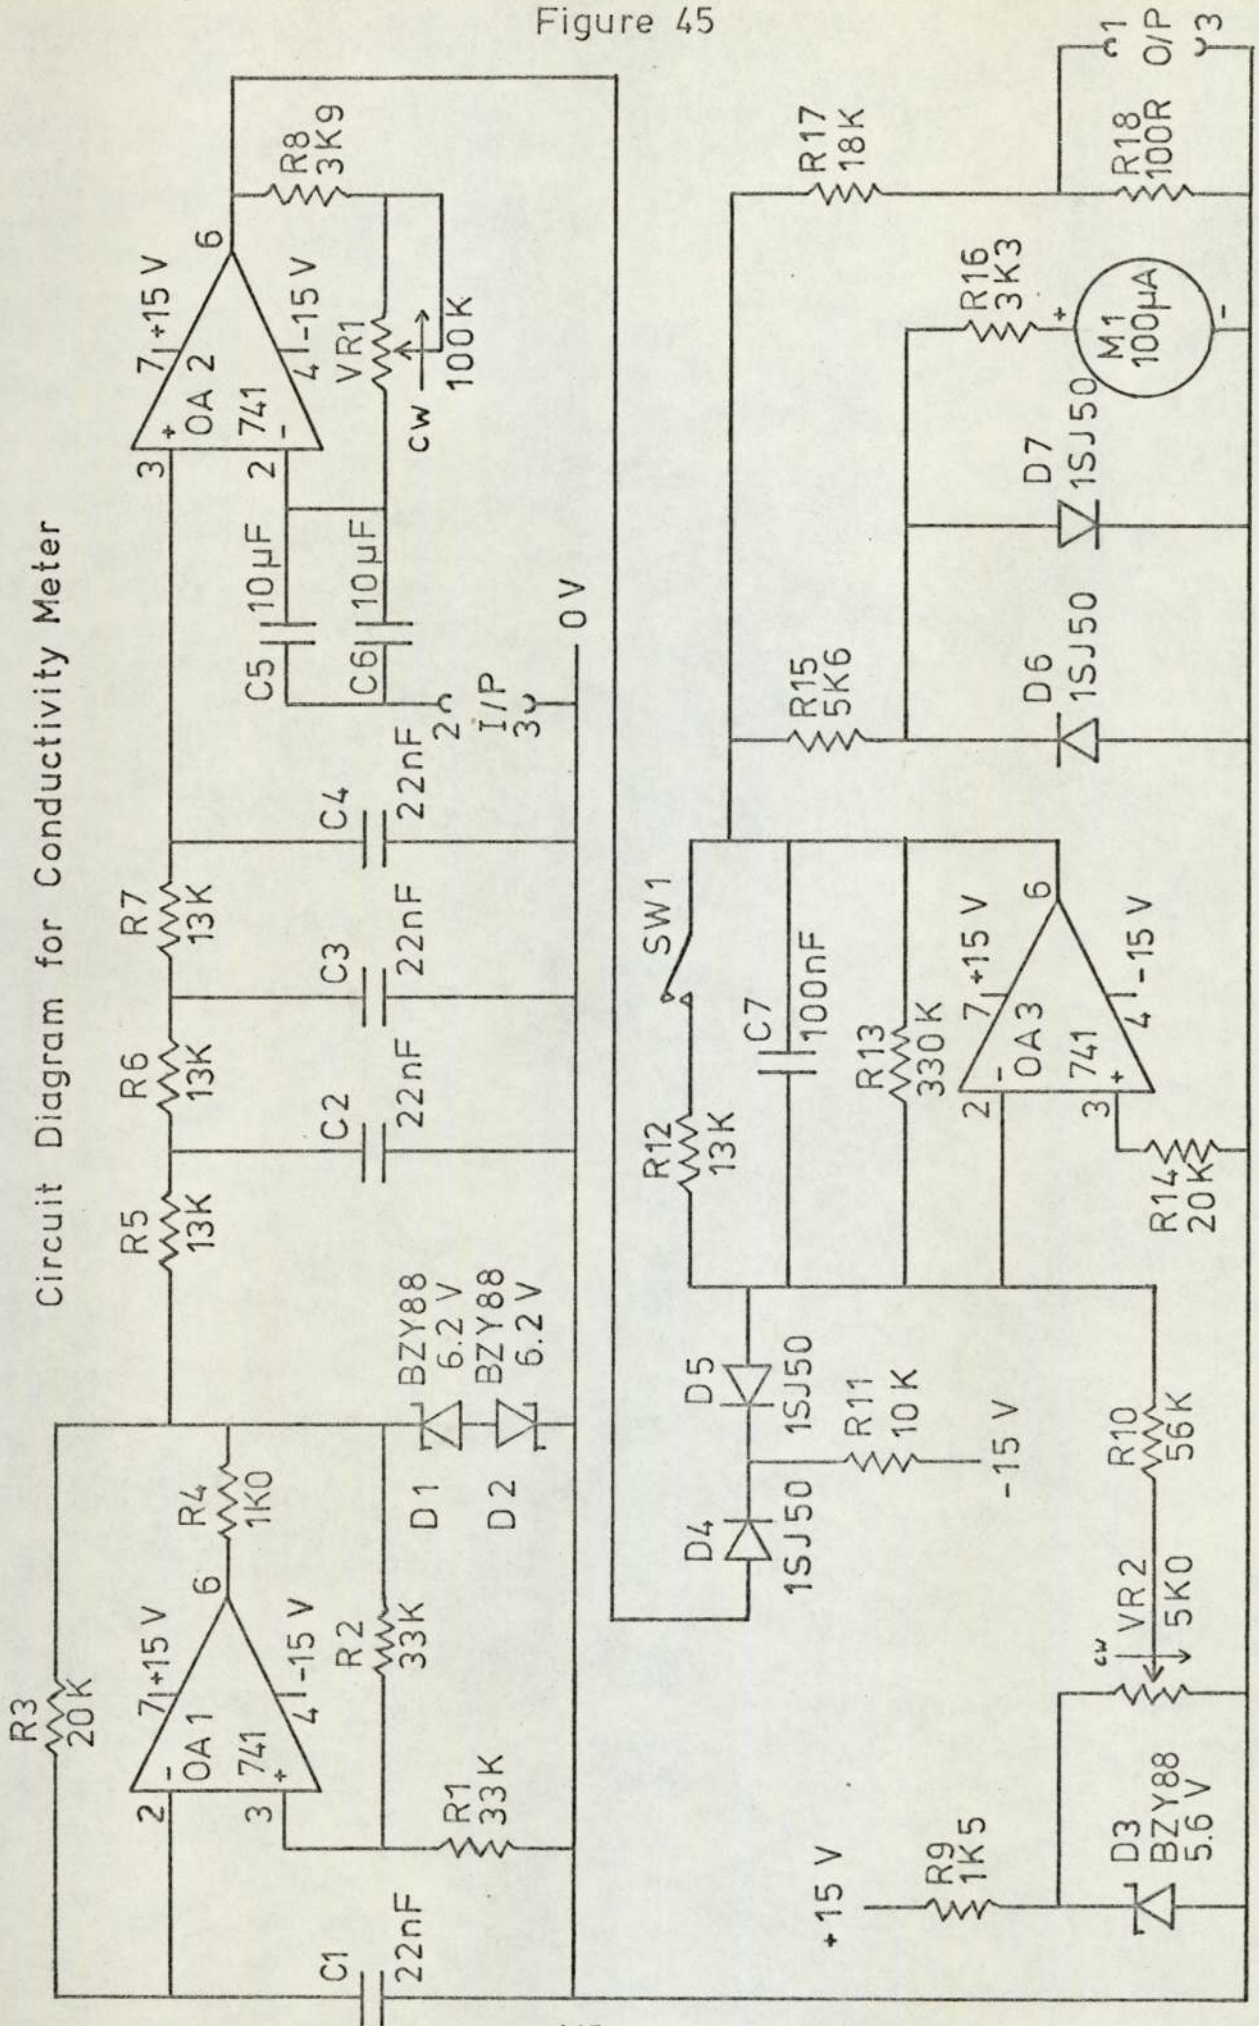 Figure 45
Circuit Diagram for Conductivity Meter
R3
20K
2
-
OA 1
741
+
3
7
+15 V
6
4
-15 V
R4
1K0
R2
33K
R1
33K
C1
22nF
D1
BZY88
6.2 V
D2
BZY88
6.2 V
R5
13K
R6
13K
R7
13K
C2
22nF
C3
22nF
C4
22nF
C5
10µF
C6
10µF
2
I/P
3
0V
3
+
OA 2
741
-
2
7
+15 V
6
4
-15 V
R8
3K9
VR1
CW
100K
+15 V
R9
1K5
D3
BZY88
5.6 V
cw
VR2
5K0
R10
56K
D4
1SJ50
D5
1SJ50
R11
10K
-15 V
R12
13K
SW1
C7
100nF
R13
330K
2
-
OA3
741
+
3
7
+15 V
6
4
-15 V
R14
20K
R15
5K6
D6
1SJ50
D7
1SJ50
R16
3K3
+
M1
100µA
-
R17
18K
R18
100R
1
O/P
3